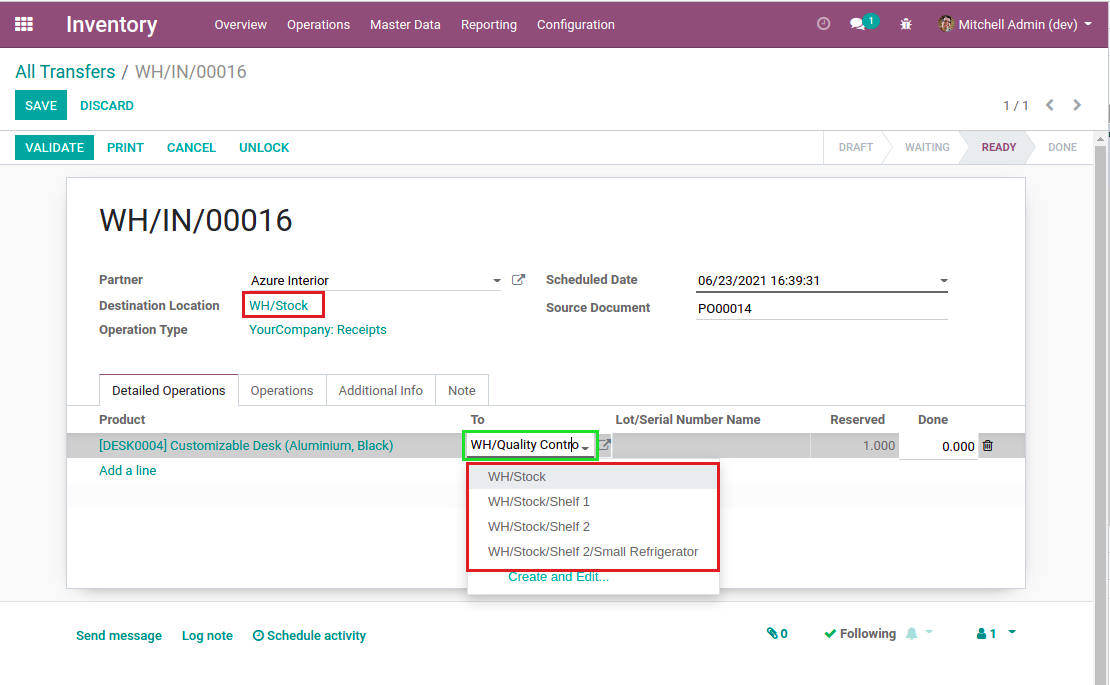 Inventory Overview Operations Master Data Reporting Configuration 1 Mitchell Admin (dev)
All Transfers / WH/IN/00016
SAVE DISCARD 1 / 1
VALIDATE PRINT CANCEL UNLOCK DRAFT WAITING READY DONE
WH/IN/00016
Partner Azure Interior Scheduled Date 06/23/2021 16:39:31
Destination Location WH/Stock Source Document PO00014
Operation Type YourCompany: Receipts
Detailed Operations Operations Additional Info Note
Product To Lot/Serial Number Name Reserved Done
[DESK0004] Customizable Desk (Aluminium, Black) WH/Quality Contro 1.000 0.000
Add a line
WH/Stock
WH/Stock/Shelf 1
WH/Stock/Shelf 2
WH/Stock/Shelf 2/Small Refrigerator
Create and Edit...
Send message Log note Schedule activity 0 Following 1